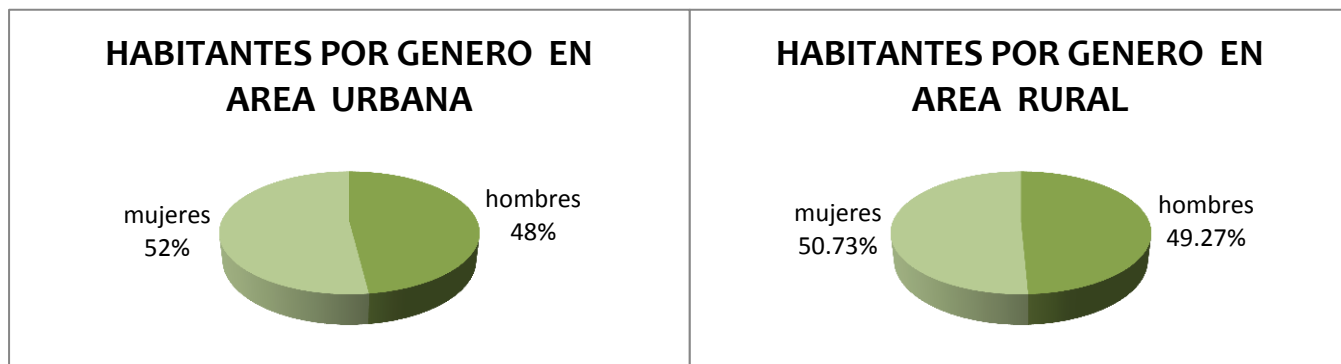 HABITANTES POR GENERO EN
AREA URBANA
mujeres
52%
hombres
48%
HABITANTES POR GENERO EN
AREA RURAL
mujeres
50.73%
hombres
49.27%